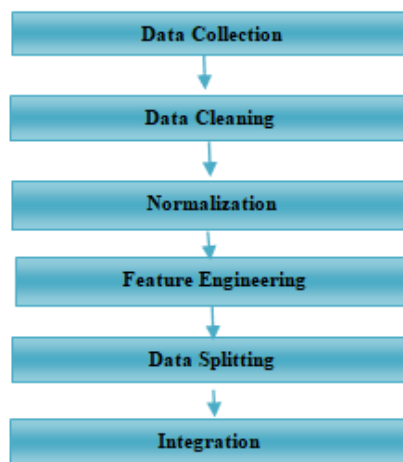 Data Collection
Data Cleaning
Normalization
Feature Engineering
Data Splitting
Integration